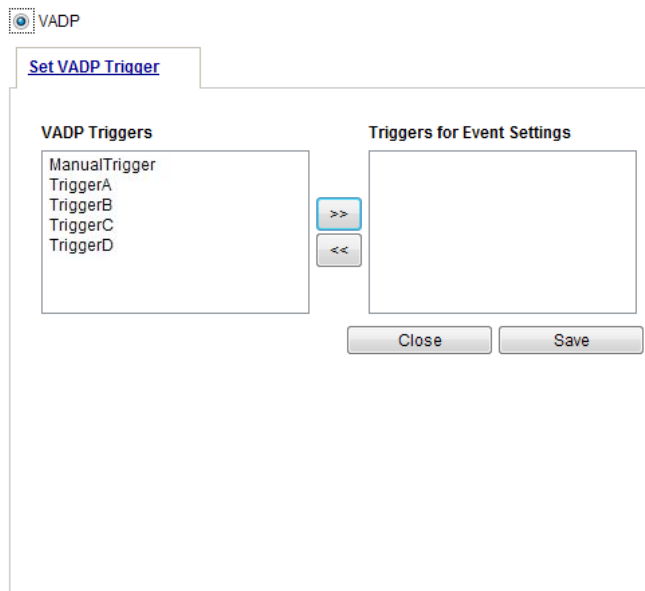 VADP
Set VADP Trigger
VADP Triggers
Triggers for Event Settings
ManualTrigger
TriggerA
TriggerB
TriggerC
TriggerD
>>
<<
Close
Save